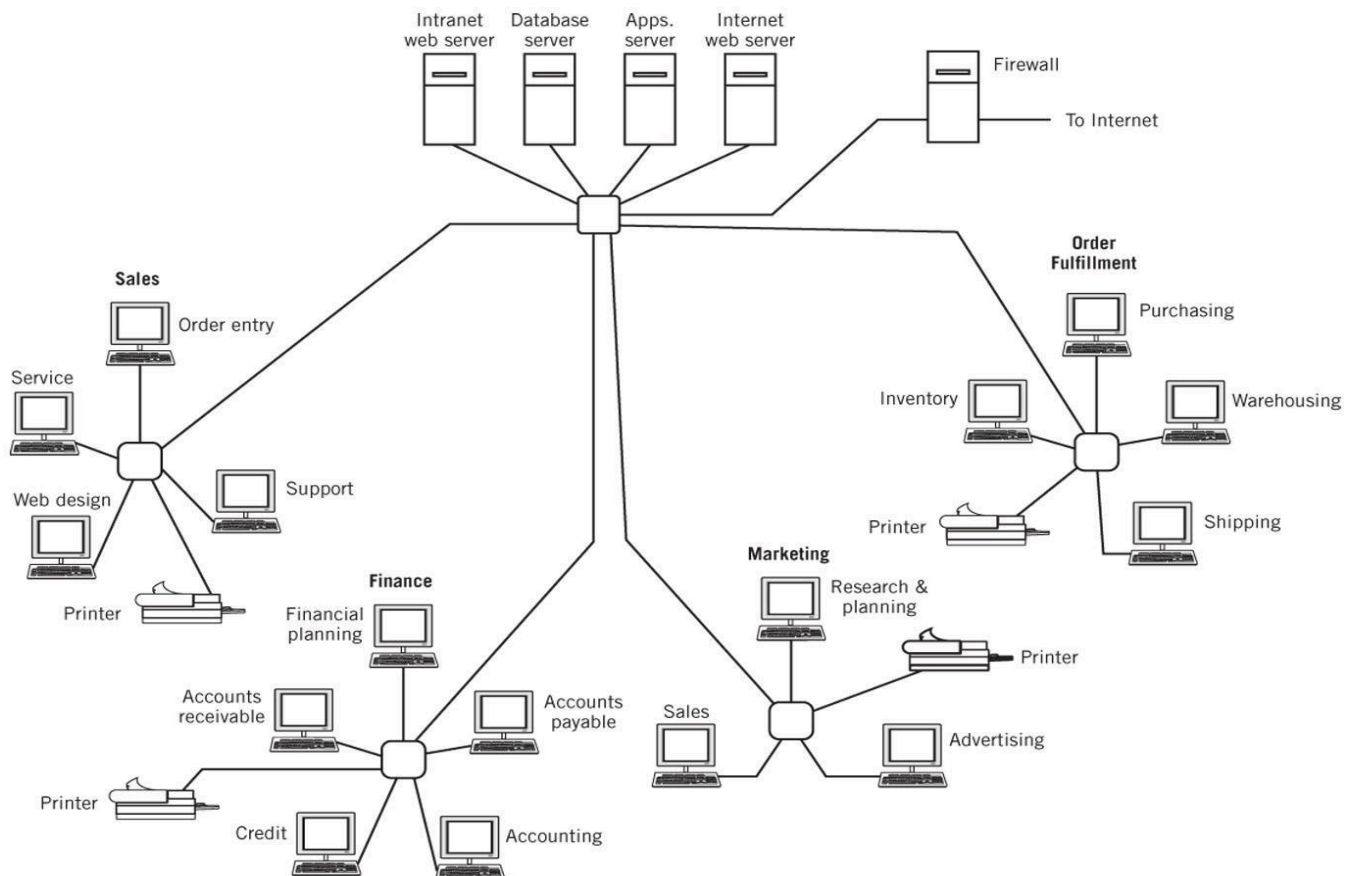 Intranet
web server
Database
server
Apps.
server
Internet
web server
Firewall
To Internet
Sales
Order entry
Service
Support
Web design
Printer
Order
Fulfillment
Purchasing
Inventory
Warehousing
Printer
Shipping
Finance
Financial
planning
Accounts
receivable
Accounts
payable
Printer
Credit
Accounting
Marketing
Research &
planning
Printer
Sales
Advertising